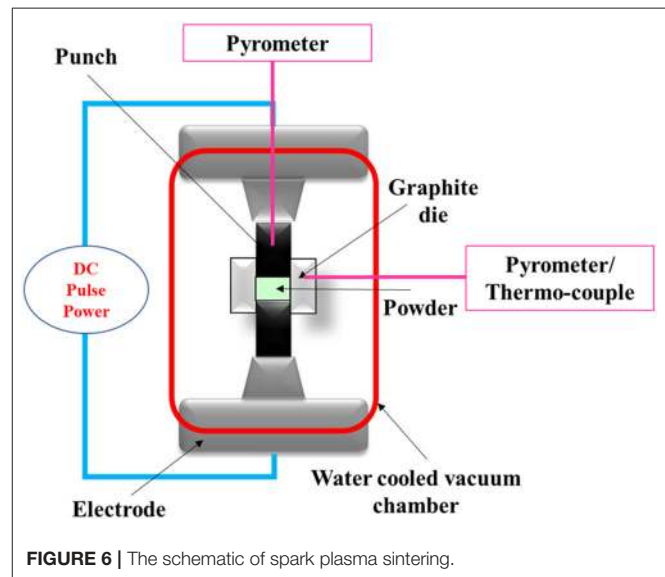 Pyrometer
Punch
Graphite
die
DC
Pulse
Power
Pyrometer/
Thermo-couple
Powder
Water cooled vacuum
chamber
Electrode
FIGURE 6 | The schematic of spark plasma sintering.